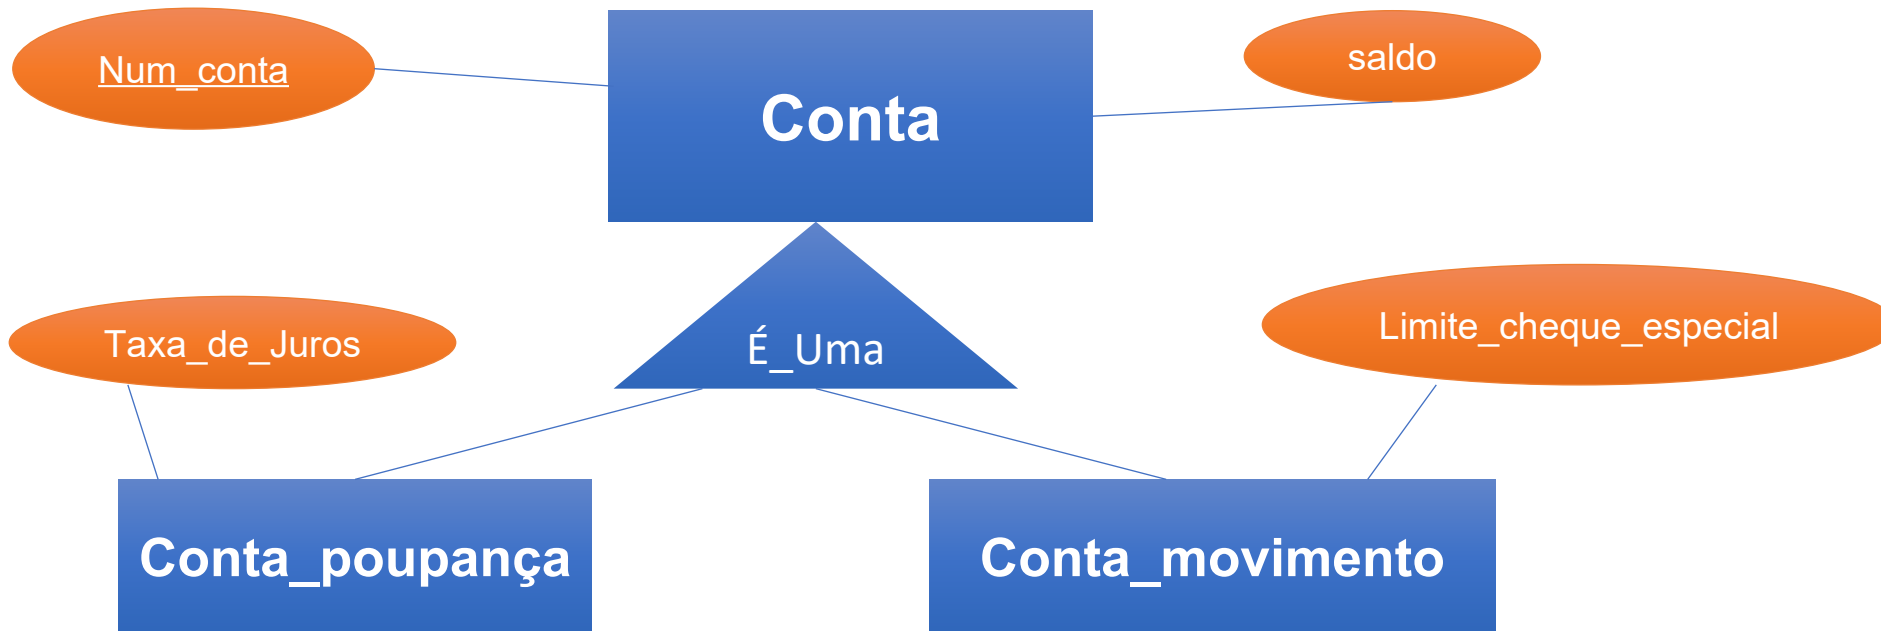 Num_conta
Conta
saldo
Taxa_de_Juros
É_Uma
Limite_cheque_especial
Conta_poupança
Conta_movimento